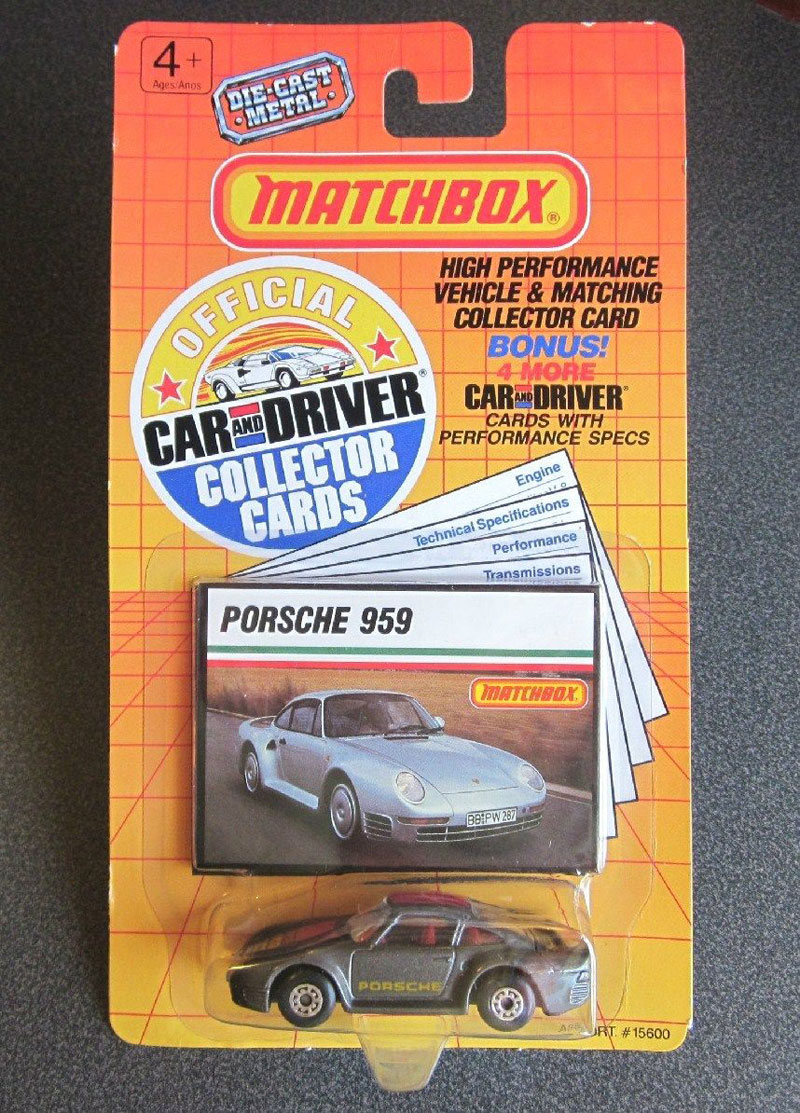 4+
Ages/Años
DIE-CAST
METAL
MATCHBOX®
HIGH PERFORMANCE
VEHICLE & MATCHING
COLLECTOR CARD
BONUS!
4 MORE
CAR AND DRIVER®
CARDS WITH
PERFORMANCE SPECS
OFFICIAL
CAR AND DRIVER®
COLLECTOR
CARDS
Engine
Technical Specifications
Performance
Transmissions
PORSCHE 959
MATCHBOX
BB PW 287
PORSCHE
RT. #15600